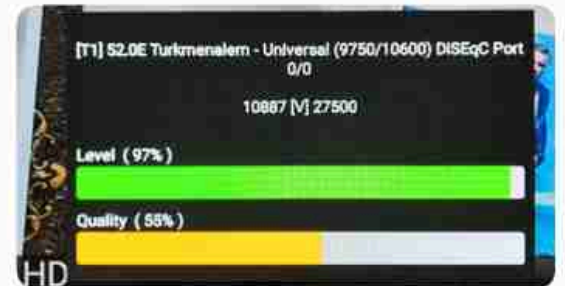 [T1] 52.0E Turkmenalem - Universal (9750/10600) DiSEqC Port
0/0
10887 [V] 27500
Level ( 97% )
Quality ( 55% )
HD